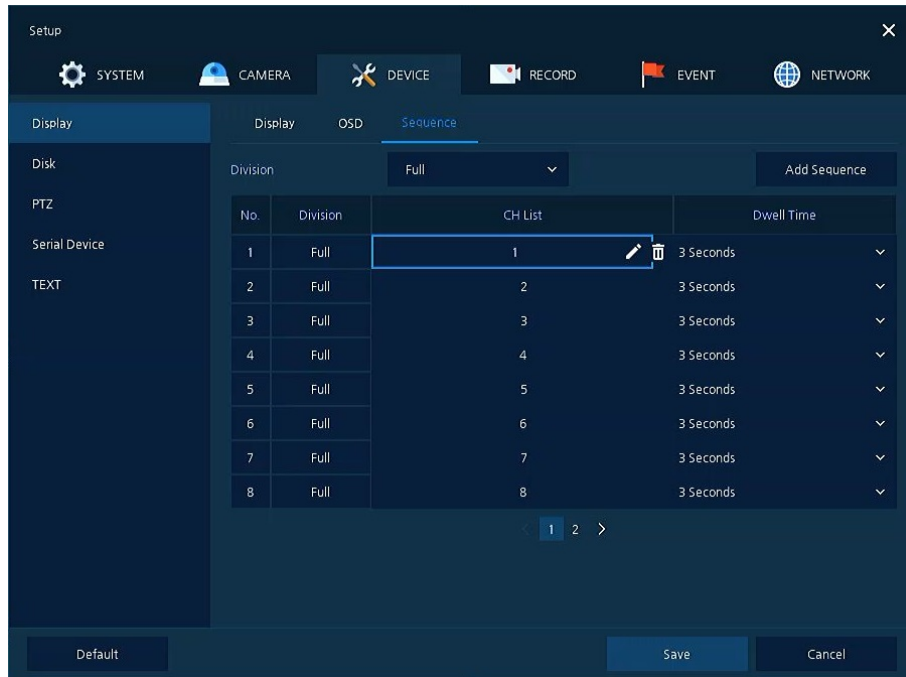 Setup
SYSTEM CAMERA DEVICE RECORD EVENT NETWORK
Display Display OSD Sequence
Disk Division Full Add Sequence
PTZ No. Division CH List Dwell Time
Serial Device 1 Full 1 3 Seconds
TEXT 2 Full 2 3 Seconds
3 Full 3 3 Seconds
4 Full 4 3 Seconds
5 Full 5 3 Seconds
6 Full 6 3 Seconds
7 Full 7 3 Seconds
8 Full 8 3 Seconds
1 2
Default Save Cancel